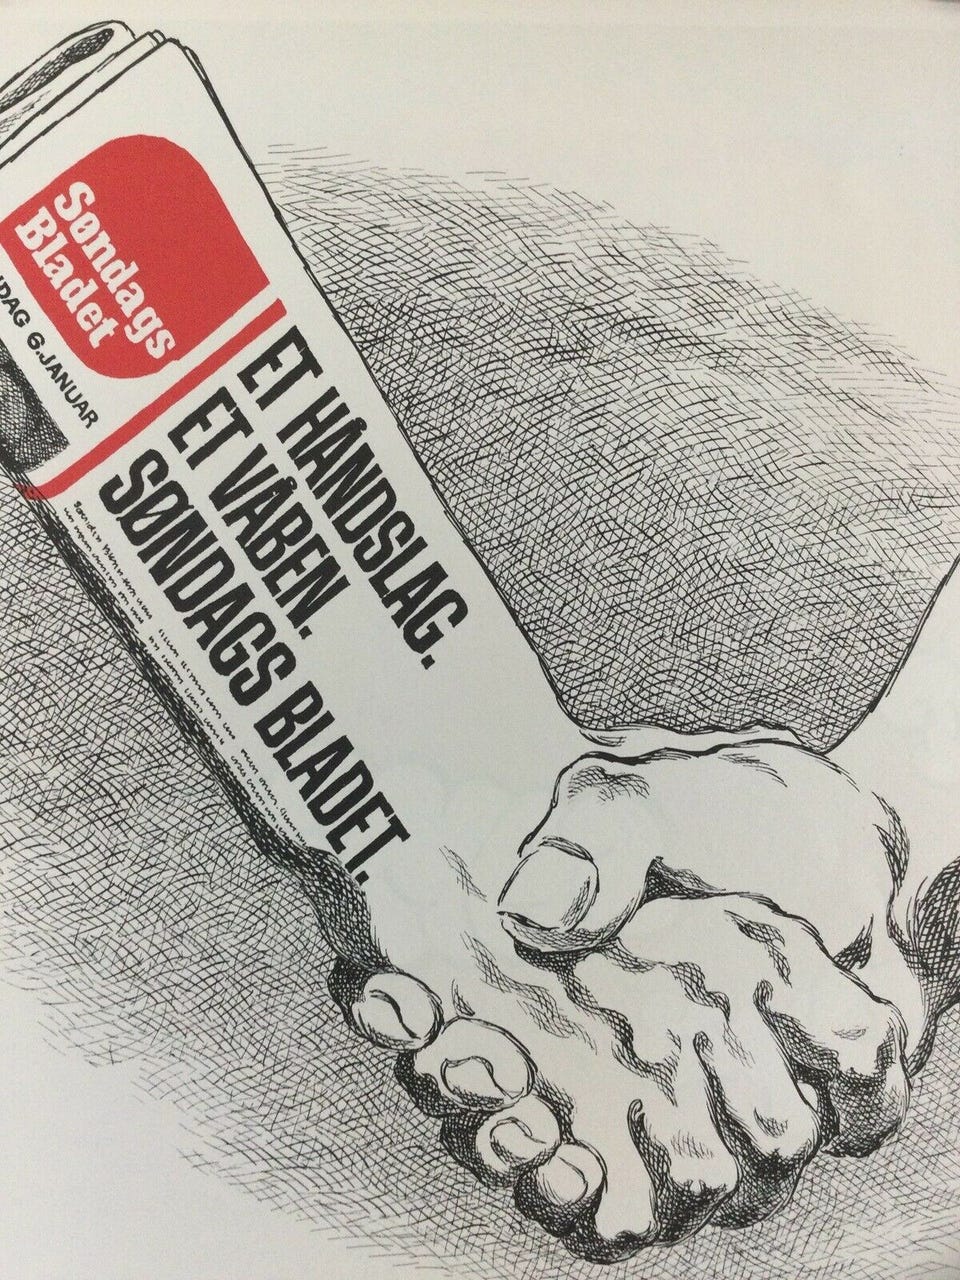 Søndags
Bladet
DAG 6.JANUAR
ET HÅNDSLAG.
ET VÅBEN.
SØNDAGS BLADET.